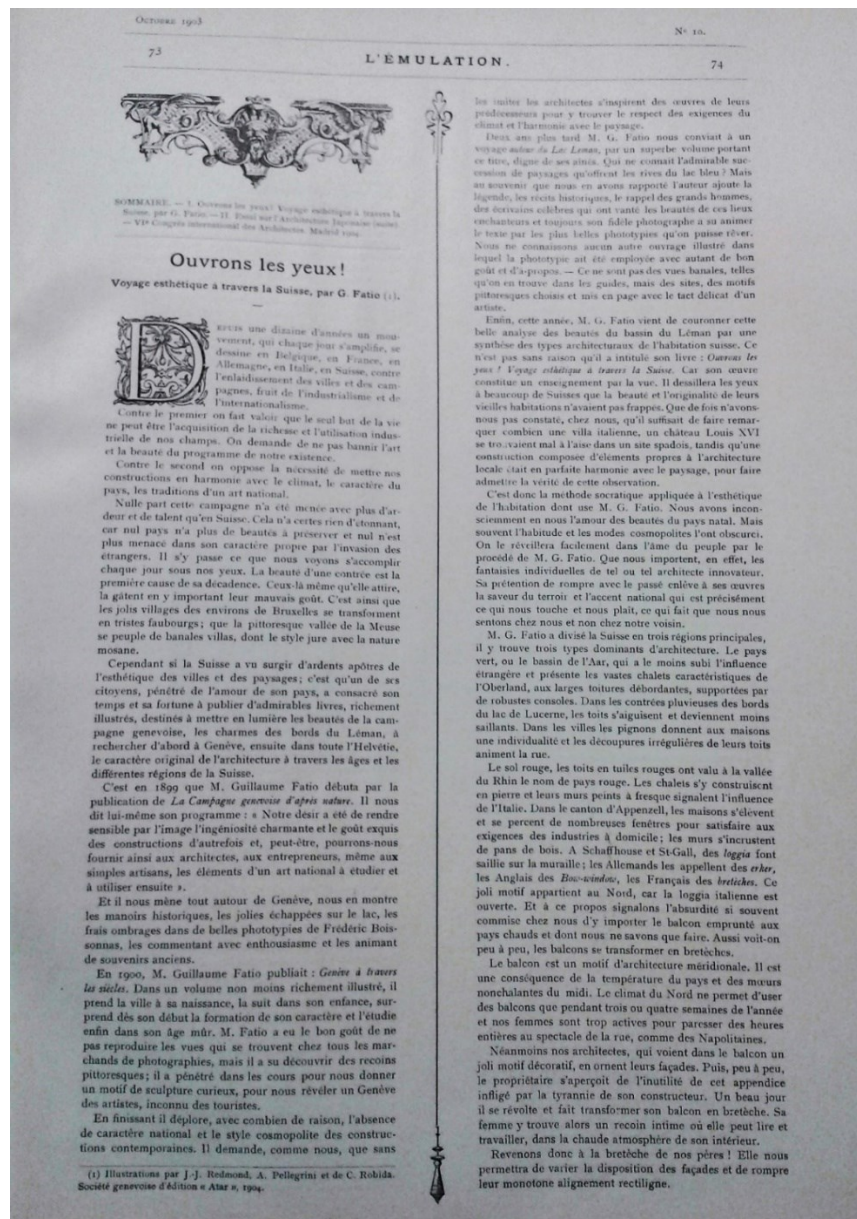 OCTOBRE 1903
Nº 10.
73
L'ÉMULATION.
74
SOMMAIRE. — I. Ouvrons les yeux! Voyage esthétique à travers la
Suisse, par G. Fatio. — II. Essai sur l'Architecture Japonaise (suite).
— VIe Congrès international des Architectes. Madrid 1904.
Ouvrons les yeux!
Voyage esthétique à travers la Suisse, par G. Fatio (1).
DEPUIS une dizaine d'années un mou-
vement, qui chaque jour s'amplifie, se
dessine en Belgique, en France, en
Allemagne, en Italie, en Suisse, contre
l'enlaidissement des villes et des cam-
pagnes, fruit de l'industrialisme et de
l'internationalisme.
Contre le premier on fait valoir que le seul but de la vie
ne peut être l'acquisition de la richesse et l'utilisation indus-
trielle de nos champs. On demande de ne pas bannir l'art
et la beauté du programme de notre existence.
Contre le second on oppose la nécessité de mettre nos
constructions en harmonie avec le climat, le caractère du
pays, les traditions d'un art national.
Nulle part cette campagne n'a été menée avec plus d'ar-
deur et de talent qu'en Suisse. Cela n'a certes rien d'étonnant,
car nul pays n'a plus de beautés à préserver et nul n'est
plus menacé dans son caractère propre par l'invasion des
étrangers. Il s'y passe ce que nous voyons s'accomplir
chaque jour sous nos yeux. La beauté d'une contrée est la
première cause de sa décadence. Ceux-là même qu'elle attire,
la gâtent en y important leur mauvais goût. C'est ainsi que
les jolis villages des environs de Bruxelles se transforment
en tristes faubourgs; que la pittoresque vallée de la Meuse
se peuple de banales villas, dont le style jure avec la nature
mosane.
Cependant si la Suisse a vu surgir d'ardents apôtres de
l'esthétique des villes et des paysages; c'est qu'un de ses
citoyens, pénétré de l'amour de son pays, a consacré son
temps et sa fortune à publier d'admirables livres, richement
illustrés, destinés à mettre en lumière les beautés de la cam-
pagne genevoise, les charmes des bords du Léman, à
rechercher d'abord à Genève, ensuite dans toute l'Helvétie,
le caractère original de l'architecture à travers les âges et les
différentes régions de la Suisse.
C'est en 1899 que M. Guillaume Fatio débuta par la
publication de La Campagne genevoise d'après nature. Il nous
dit lui-même son programme : « Notre désir a été de rendre
sensible par l'image l'ingéniosité charmante et le goût exquis
des constructions d'autrefois et, peut-être, pourrons-nous
fournir ainsi aux architectes, aux entrepreneurs, même aux
simples artisans, les éléments d'un art national à étudier et
à utiliser ensuite ».
Et il nous mène tout autour de Genève, nous en montre
les manoirs historiques, les jolies échappées sur le lac, les
frais ombrages dans de belles phototypies de Frédéric Bois-
sonnas, les commentant avec enthousiasme et les animant
de souvenirs anciens.
En 1900, M. Guillaume Fatio publiait : Genève à travers
les siècles. Dans un volume non moins richement illustré, il
prend la ville à sa naissance, la suit dans son enfance, sur-
prend dès son début la formation de son caractère et l'étudie
enfin dans son âge mûr. M. Fatio a eu le bon goût de ne
pas reproduire les vues qui se trouvent chez tous les mar-
chands de photographies, mais il a su découvrir des recoins
pittoresques; il a pénétré dans les cours pour nous donner
un motif de sculpture curieux, pour nous révéler un Genève
des artistes, inconnu des touristes.
En finissant il déplore, avec combien de raison, l'absence
de caractère national et le style cosmopolite des construc-
tions contemporaines. Il demande, comme nous, que sans
(1) Illustrations par J.-J. Redmond, A. Pellegrini et de C. Robida.
Société genevoise d'édition « Atar », 1904.
les imiter les architectes s'inspirent des œuvres de leurs
prédécesseurs pour y trouver le respect des exigences du
climat et l'harmonie avec le paysage.
Deux ans plus tard M. G. Fatio nous conviait à un
voyage autour du Lac Léman, par un superbe volume portant
ce titre, digne de ses aînés. Qui ne connait l'admirable suc-
cession de paysages qu'offrent les rives du lac bleu? Mais
au souvenir que nous en avons rapporté l'auteur ajoute la
légende, les récits historiques, le rappel des grands hommes,
des écrivains célèbres qui ont vanté les beautés de ces lieux
enchanteurs et toujours son fidèle photographe a su animer
le texte par les plus belles phototypies qu'on puisse rêver.
Nous ne connaissons aucun autre ouvrage illustré dans
lequel la phototypie ait été employée avec autant de bon
goût et d'à-propos. — Ce ne sont pas des vues banales, telles
qu'on en trouve dans les guides, mais des sites, des motifs
pittoresques choisis et mis en page avec le tact délicat d'un
artiste.
Enfin, cette année, M. G. Fatio vient de couronner cette
belle analyse des beautés du bassin du Léman par une
synthèse des types architecturaux de l'habitation suisse. Ce
n'est pas sans raison qu'il a intitulé son livre : Ouvrons les
yeux ! Voyage esthétique à travers la Suisse. Car son œuvre
constitue un enseignement par la vue. Il dessillera les yeux
à beaucoup de Suisses que la beauté et l'originalité de leurs
vieilles habitations n'avaient pas frappés. Que de fois n'avons-
nous pas constaté, chez nous, qu'il suffisait de faire remar-
quer combien une villa italienne, un château Louis XVI
se trouvaient mal à l'aise dans un site spadois, tandis qu'une
construction composée d'éléments propres à l'architecture
locale était en parfaite harmonie avec le paysage, pour faire
admettre la vérité de cette observation.
C'est donc la méthode socratique appliquée à l'esthétique
de l'habitation dont use M. G. Fatio. Nous avons incon-
sciemment en nous l'amour des beautés du pays natal. Mais
souvent l'habitude et les modes cosmopolites l'ont obscurci.
On le réveillera facilement dans l'âme du peuple par le
procédé de M. G. Fatio. Que nous importent, en effet, les
fantaisies individuelles de tel ou tel architecte innovateur.
Sa prétention de rompre avec le passé enlève à ses œuvres
la saveur du terroir et l'accent national qui est précisément
ce qui nous touche et nous plaît, ce qui fait que nous nous
sentons chez nous et non chez notre voisin.
M. G. Fatio a divisé la Suisse en trois régions principales,
il y trouve trois types dominants d'architecture. Le pays
vert, ou le bassin de l'Aar, qui a le moins subi l'influence
étrangère et présente les vastes chalets caractéristiques de
l'Oberland, aux larges toitures débordantes, supportées par
de robustes consoles. Dans les contrées pluvieuses des bords
du lac de Lucerne, les toits s'aiguisent et deviennent moins
saillants. Dans les villes les pignons donnent aux maisons
une individualité et les découpures irrégulières de leurs toits
animent la rue.
Le sol rouge, les toits en tuiles rouges ont valu à la vallée
du Rhin le nom de pays rouge. Les chalets s'y construisent
en pierre et leurs murs peints à fresque signalent l'influence
de l'Italie. Dans le canton d'Appenzell, les maisons s'élèvent
et se percent de nombreuses fenêtres pour satisfaire aux
exigences des industries à domicile; les murs s'incrustent
de pans de bois. A Schaffhouse et St-Gall, des loggia font
saillie sur la muraille; les Allemands les appellent des erker,
les Anglais des Bow-window, les Français des bretèches. Ce
joli motif appartient au Nord, car la loggia italienne est
ouverte. Et à ce propos signalons l'absurdité si souvent
commise chez nous d'y importer le balcon emprunté aux
pays chauds et dont nous ne savons que faire. Aussi voit-on
peu à peu, les balcons se transformer en bretèches.
Le balcon est un motif d'architecture méridionale. Il est
une conséquence de la température du pays et des mœurs
nonchalantes du midi. Le climat du Nord ne permet d'user
des balcons que pendant trois ou quatre semaines de l'année
et nos femmes sont trop actives pour paresser des heures
entières au spectacle de la rue, comme des Napolitaines.
Néanmoins nos architectes, qui voient dans le balcon un
joli motif décoratif, en ornent leurs façades. Puis, peu à peu,
le propriétaire s'aperçoit de l'inutilité de cet appendice
infligé par la tyrannie de son constructeur. Un beau jour
il se révolte et fait transformer son balcon en bretèche. Sa
femme y trouve alors un recoin intime où elle peut lire et
travailler, dans la chaude atmosphère de son intérieur.
Revenons donc à la bretèche de nos pères ! Elle nous
permettra de varier la disposition des façades et de rompre
leur monotone alignement rectiligne.